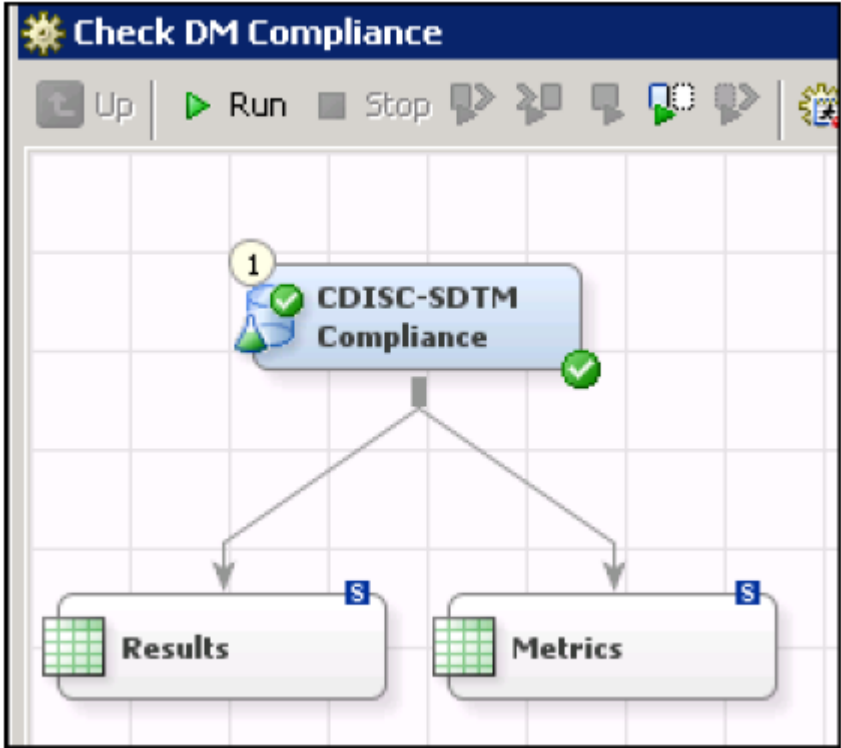 Check DM Compliance
Up Run Stop
1
CDISC-SDTM
Compliance
S S
Results Metrics